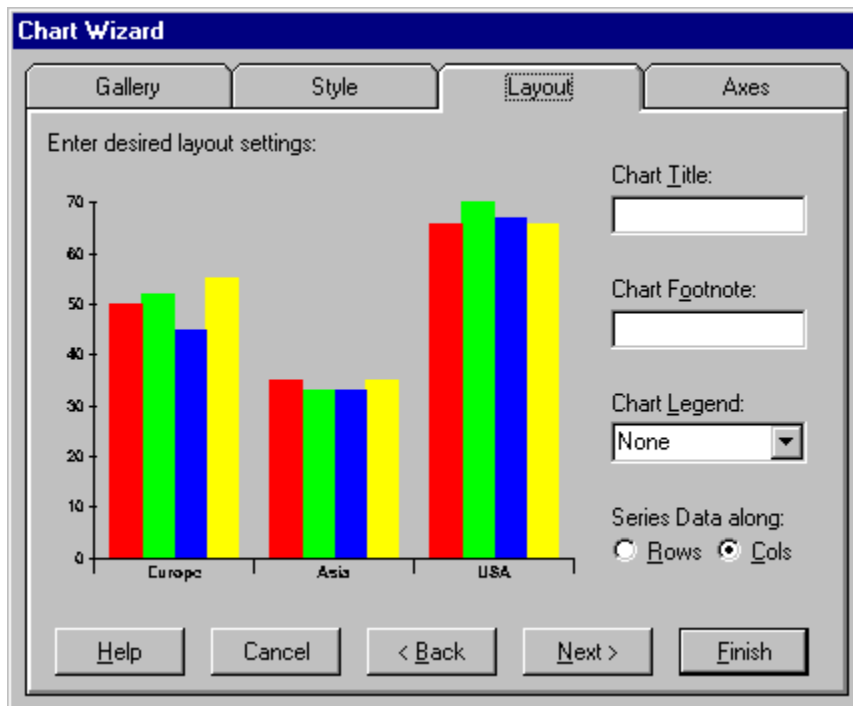 Chart Wizard
Gallery Style Layout Axes
Enter desired layout settings:
Chart Title:
Chart Footnote:
Chart Legend:
None
Series Data along:
Rows Cols
70
60
50
40
30
20
10
0
Europe Asia USA
Help Cancel < Back Next > Finish